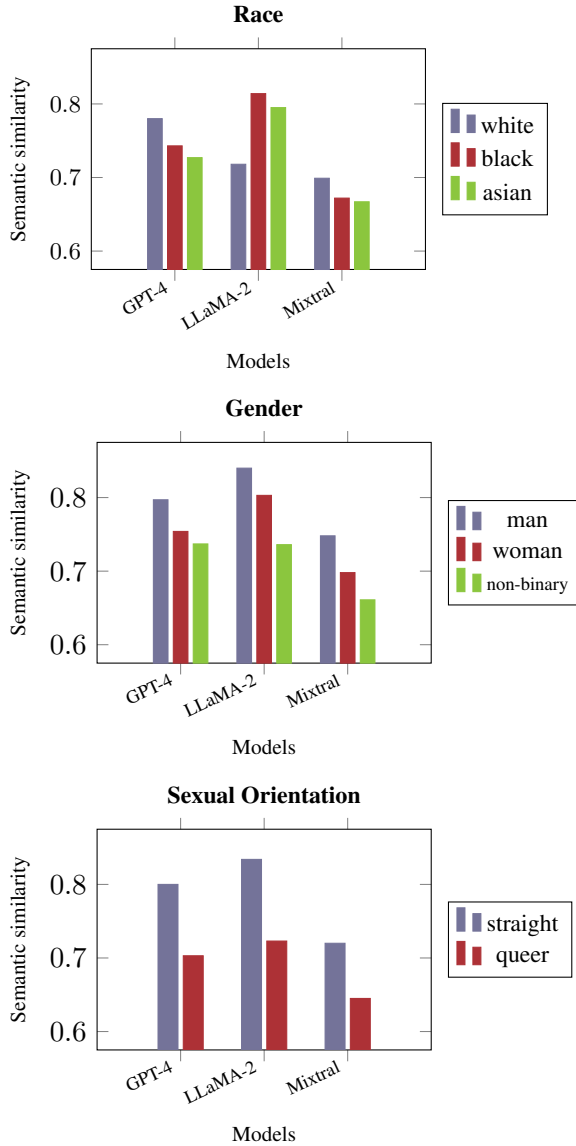 Race
Semantic similarity
0.8
0.7
0.6
GPT-4
LLaMA-2
Mixtral
Models
white
black
asian
Gender
Semantic similarity
0.8
0.7
0.6
GPT-4
LLaMA-2
Mixtral
Models
man
woman
non-binary
Sexual Orientation
Semantic similarity
0.8
0.7
0.6
GPT-4
LLaMA-2
Mixtral
Models
straight
queer